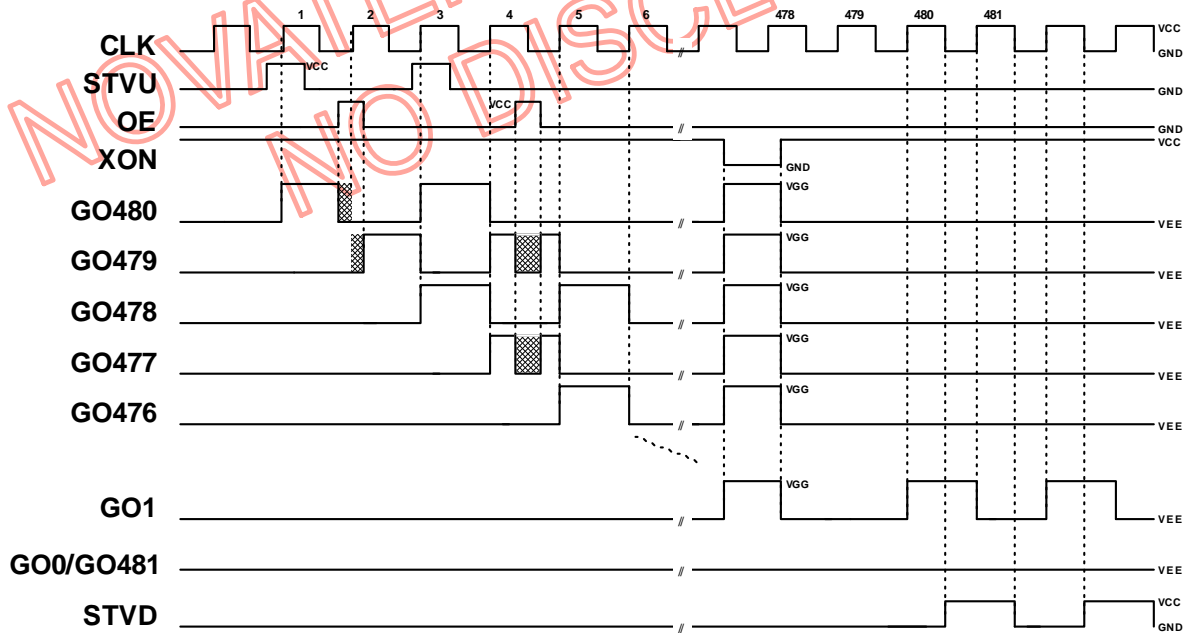 1 2 3 4 5 6 478 479 480 481
CLK VCC GND
STVU VCC GND
OE VCC GND
XON GND VCC
GO480 VGG VEE
GO479 VGG VEE
GO478 VGG VEE
GO477 VGG VEE
GO476 VGG VEE
GO1 VGG VEE
GO0/GO481 VEE
STVD VCC GND
NO